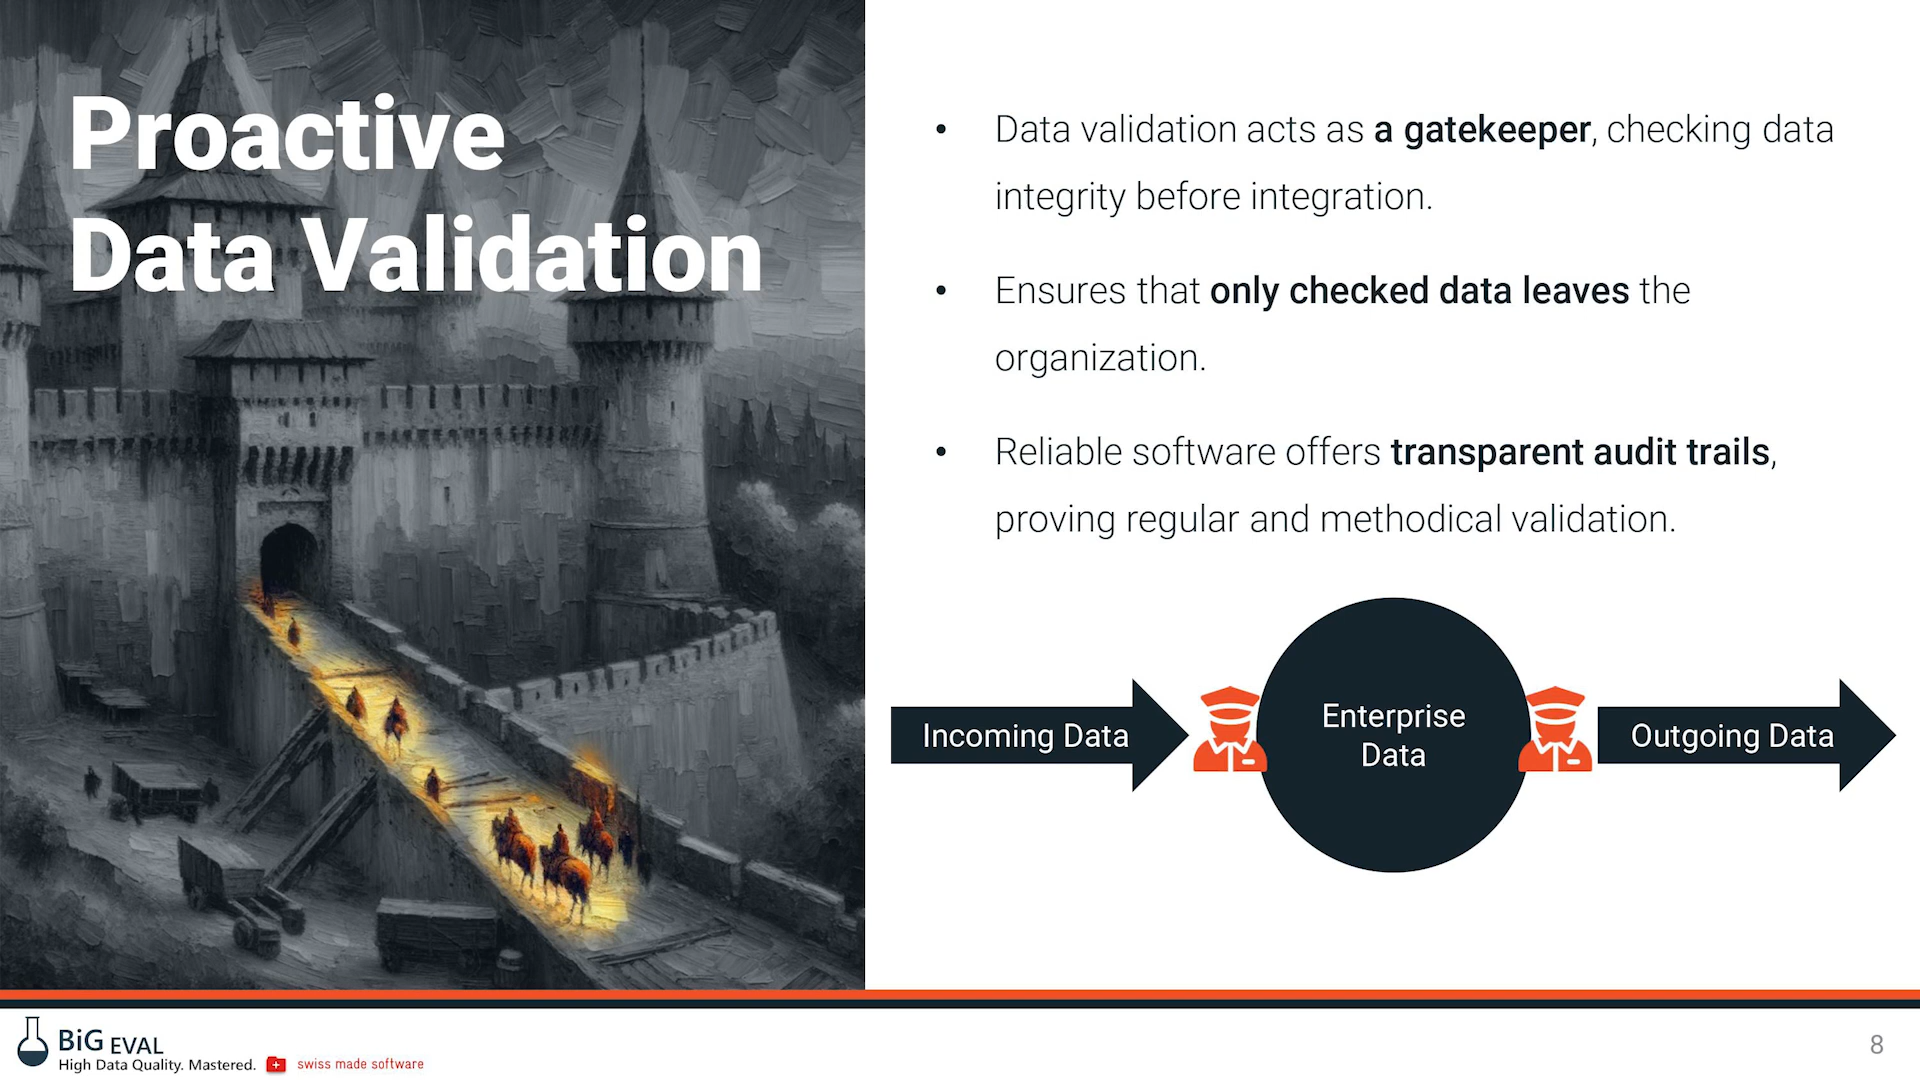 Proactive
Data Validation
• Data validation acts as a gatekeeper, checking data
integrity before integration.
• Ensures that only checked data leaves the
organization.
• Reliable software offers transparent audit trails,
proving regular and methodical validation.
Incoming Data
Enterprise
Data
Outgoing Data
BiG EVAL
High Data Quality. Mastered.
swiss made software
8